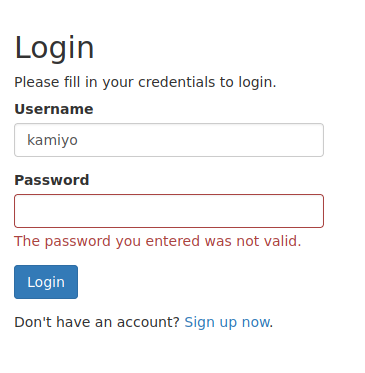 Login
Please fill in your credentials to login.
Username
kamiyo
Password
The password you entered was not valid.
Login
Don't have an account? Sign up now.